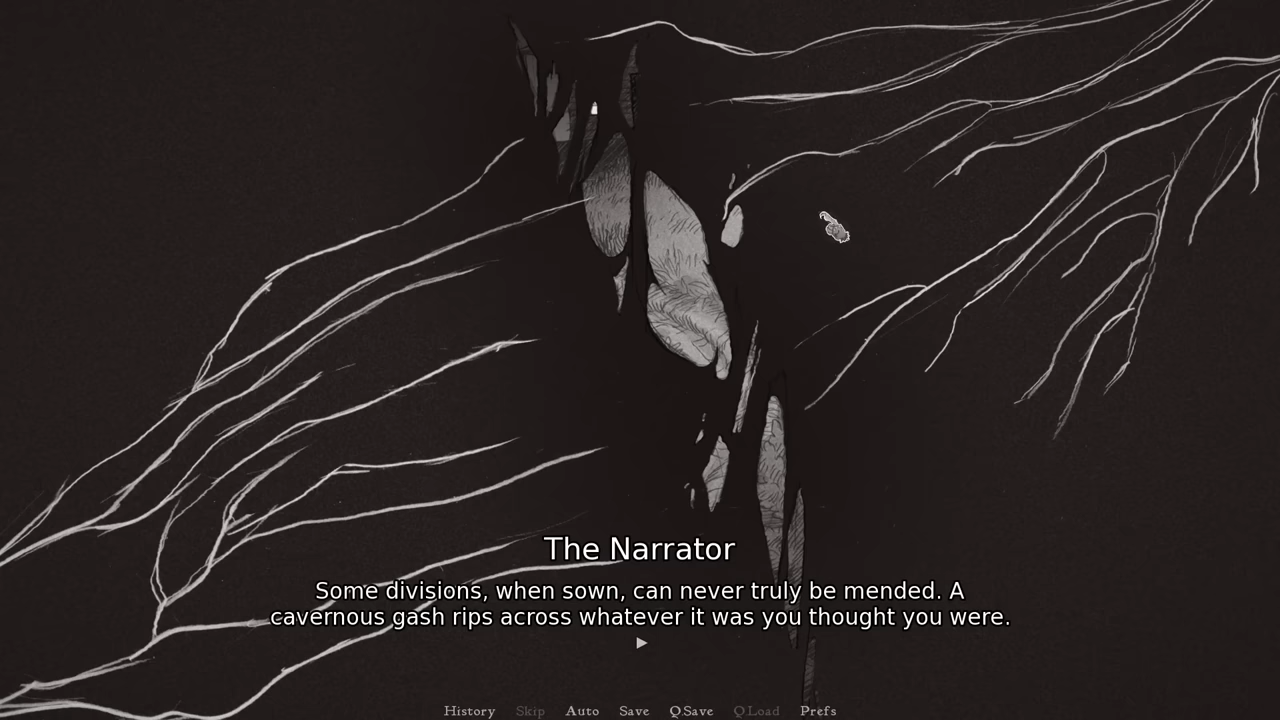 The Narrator
Some divisions, when sown, can never truly be mended. A
cavernous gash rips across whatever it was you thought you were.
History Skip Auto Save Q.Save Q.Load Prefs